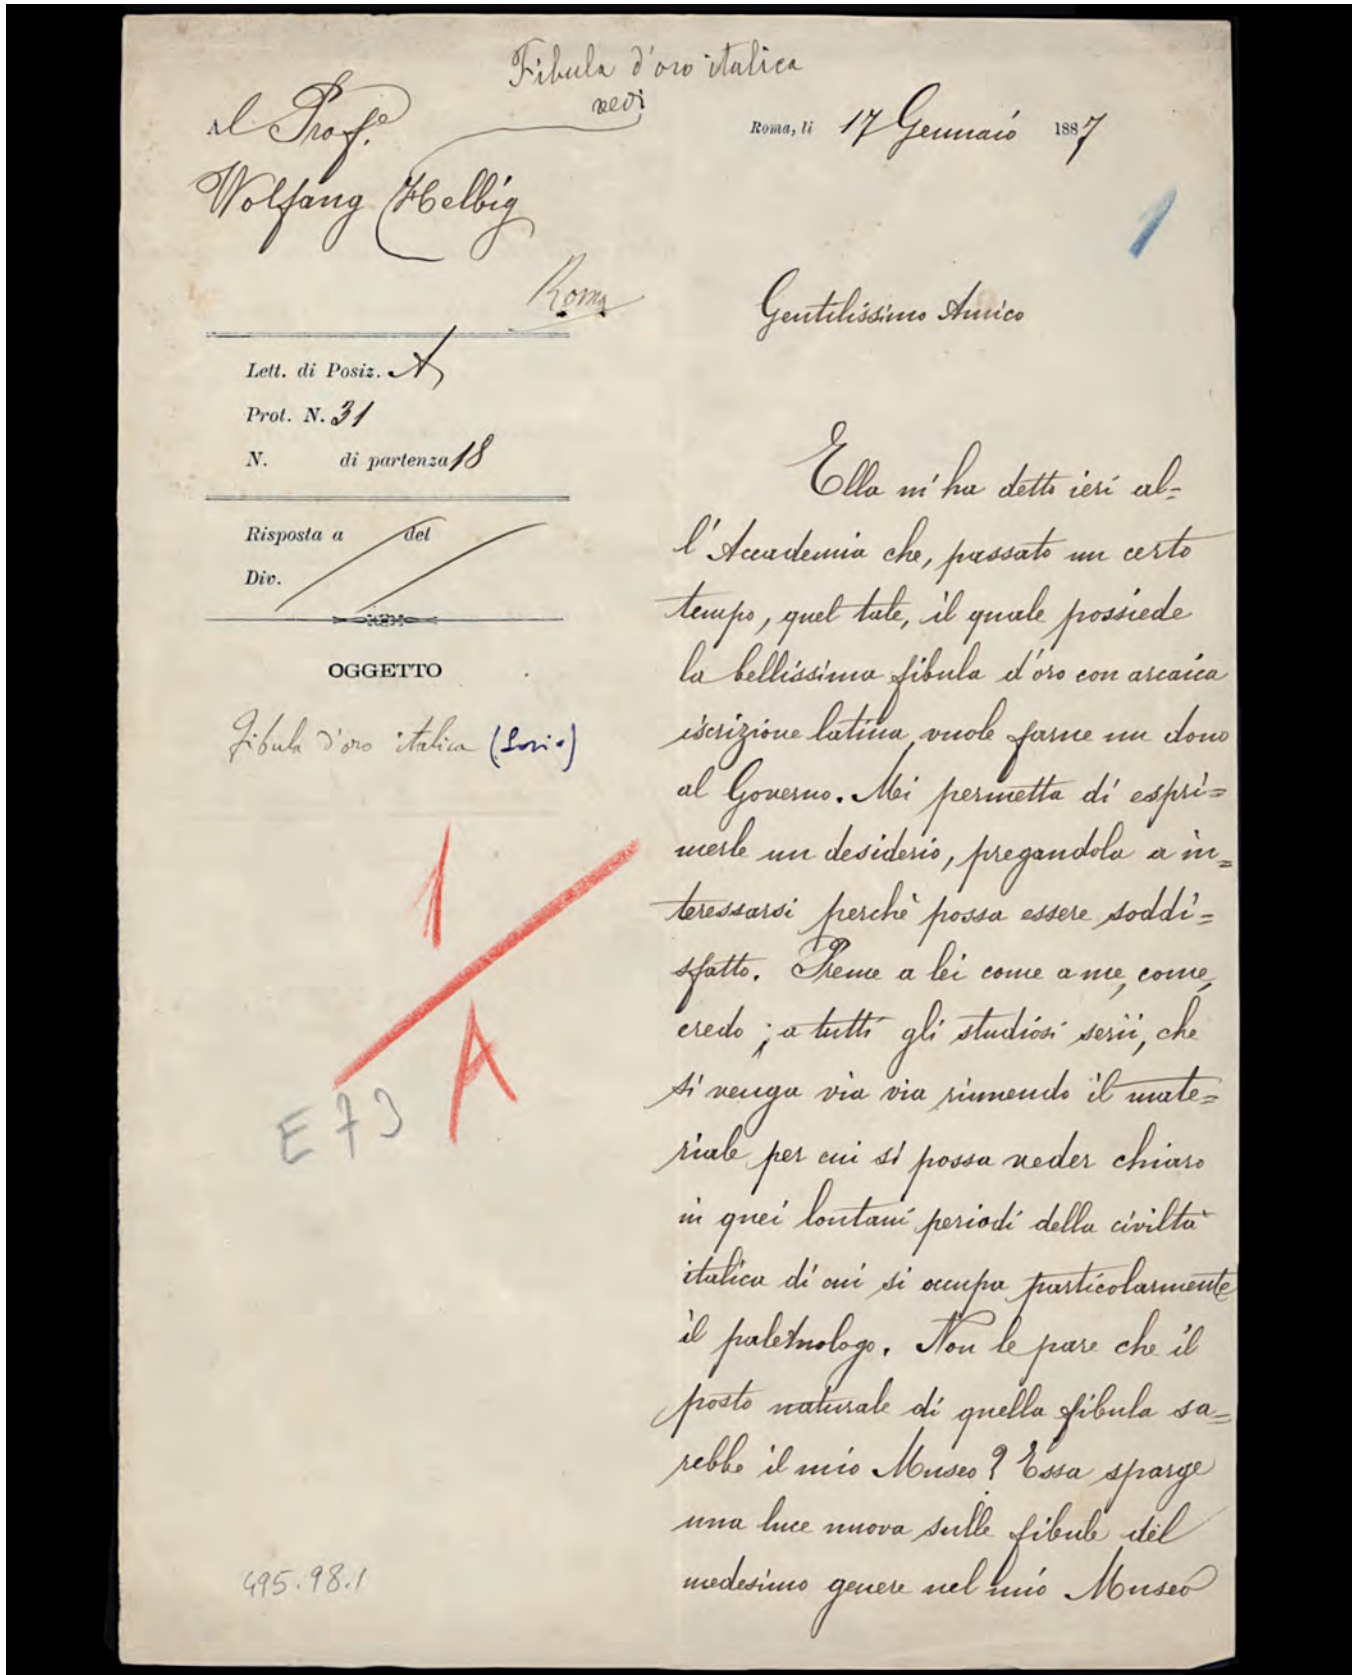 Fibula d'oro italica
vedi
Al Prof.e
Wolfang Helbig
Roma
Roma, li 17 Gennaio 1887
1
Lett. di Posiz. A
Prot. N. 31
N. di partenza 18
Risposta a del
Div.
OGGETTO
Fibula d'oro italica
1
A
E73
495.98.1
Gentilissimo Amico
Ella m'ha detto ieri al=
l'Accademia che, passato un certo
tempo, quel tale, il quale possiede
la bellissima fibula d'oro con arcaica
iscrizione latina, vuole farne un dono
al Governo. Mi permetta di espri=
merle un desiderio, pregandola a in=
teressarsi perchè possa essere soddi=
sfatto. Preme a lei come a me, come,
credo, a tutti gli studiosi serii, che
si venga via via riunendo il mate=
riale per cui si possa veder chiaro
in quei lontani periodi della civiltà
italica di cui si occupa particolarmente
il paletnologo. Non le pare che il
posto naturale di quella fibula sa=
rebbe il mio Museo? Essa sparge
una luce nuova sulle fibule del
medesimo genere nel mio Museo